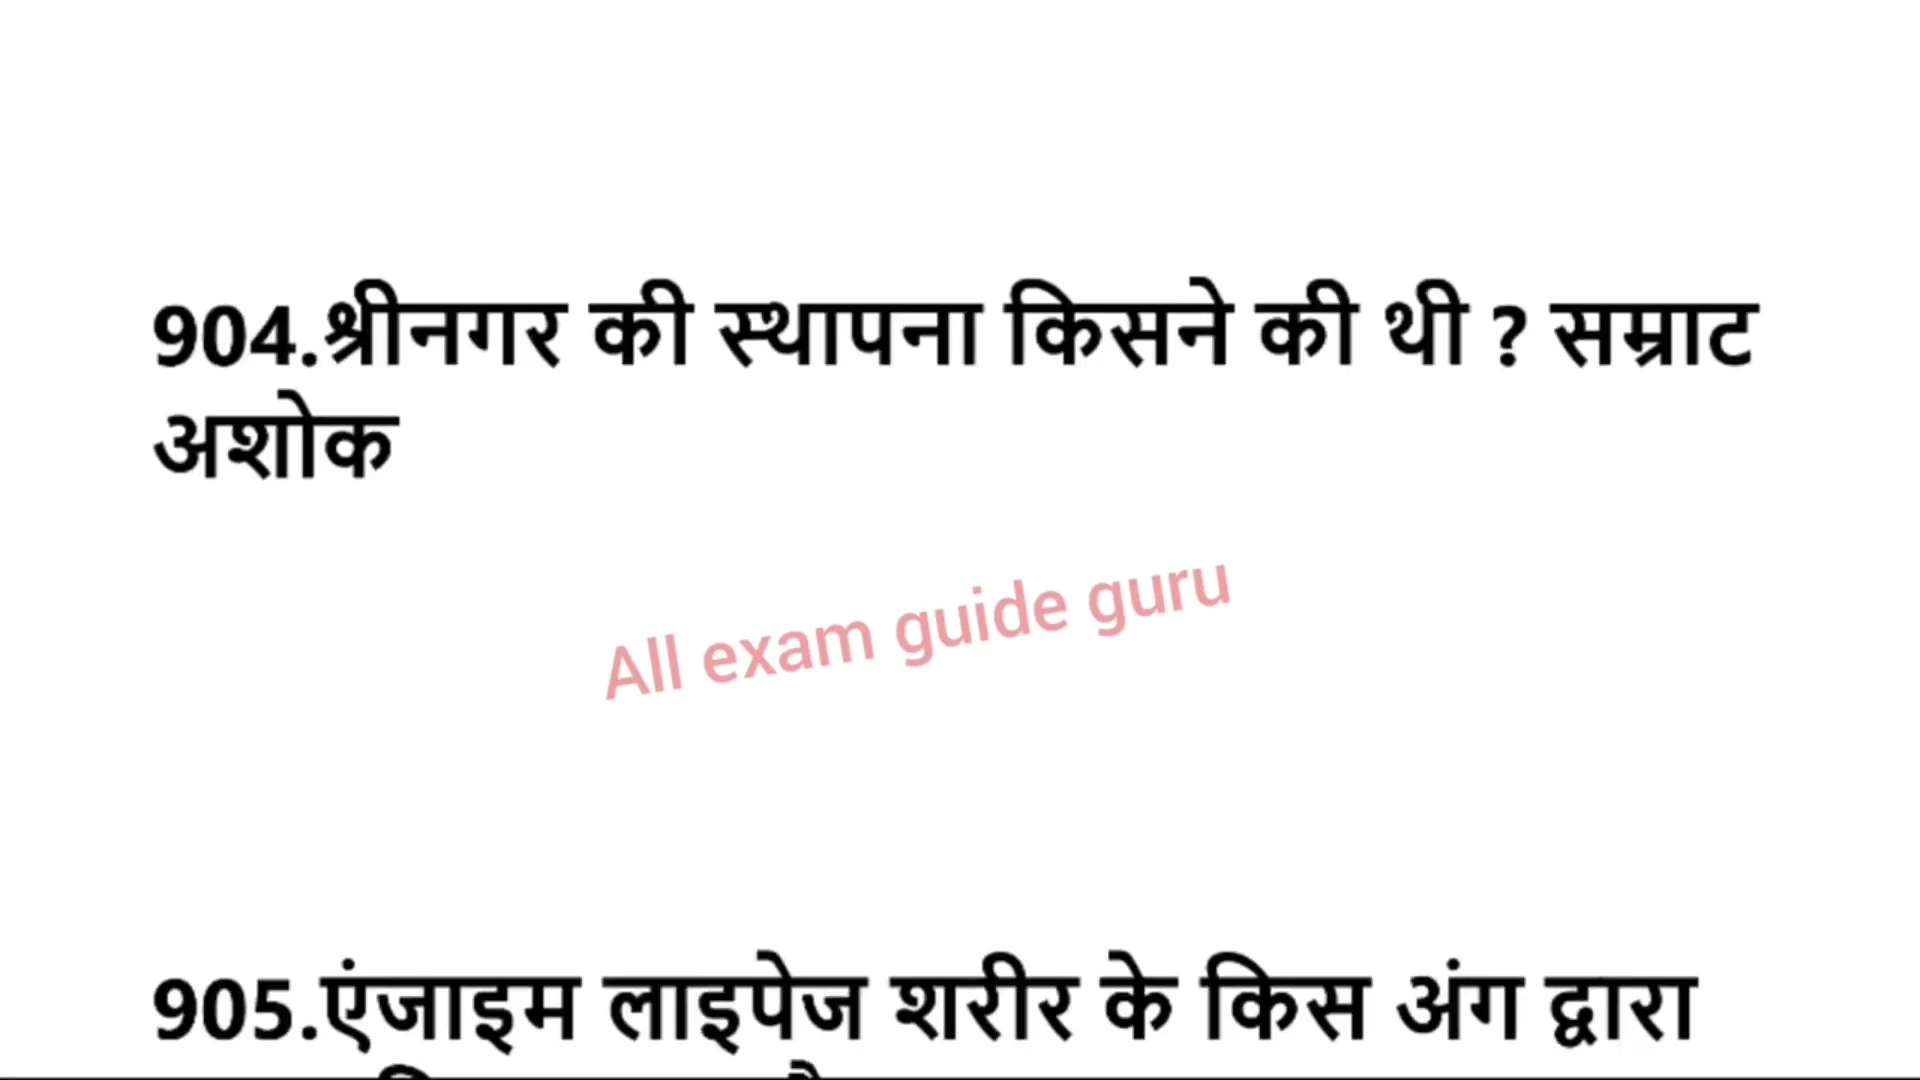 904.श्रीनगर की स्थापना किसने की थी ? सम्राट
अशोक
All exam guide guru
905.एंजाइम लाइपेज शरीर के किस अंग द्वारा